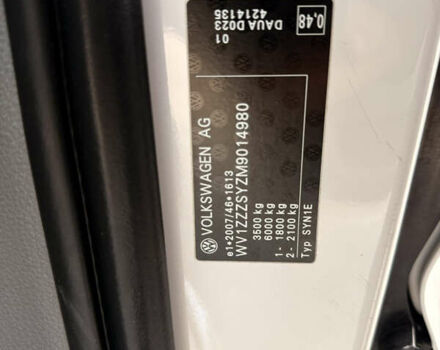 VOLKSWAGEN AG
e1*2007/46*1613
WV1ZZZSYZM9014980
3500 kg
6000 kg
1 - 1800 kg
2 - 2100 kg
Typ SYN1E
01
DAUA D023
4214135
0,48